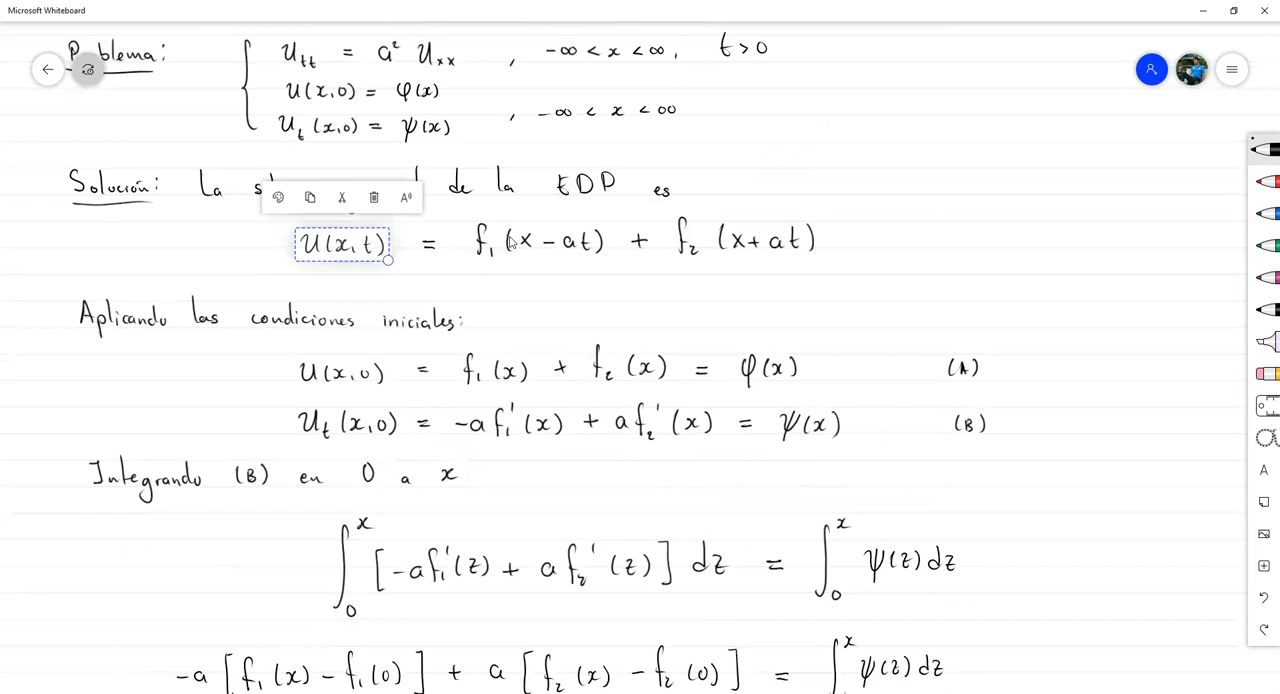 Microsoft Whiteboard
Problema:
U_tt = a² U_xx , -∞ < x < ∞, t > 0
U(x,0) = φ(x)
U_t(x,0) = ψ(x) , -∞ < x < ∞
Solución: La de la EDP es
U(x,t) = f₁(x - at) + f₂(x + at)
Aplicando las condiciones iniciales:
U(x,0) = f₁(x) + f₂(x) = φ(x) (A)
U_t(x,0) = -a f₁'(x) + a f₂'(x) = ψ(x) (B)
Integrando (B) en 0 a x
∫₀ˣ [-a f₁'(z) + a f₂'(z)] dz = ∫₀ˣ ψ(z) dz
-a [f₁(x) - f₁(0)] + a [f₂(x) - f₂(0)] = ∫ˣ ψ(z) dz